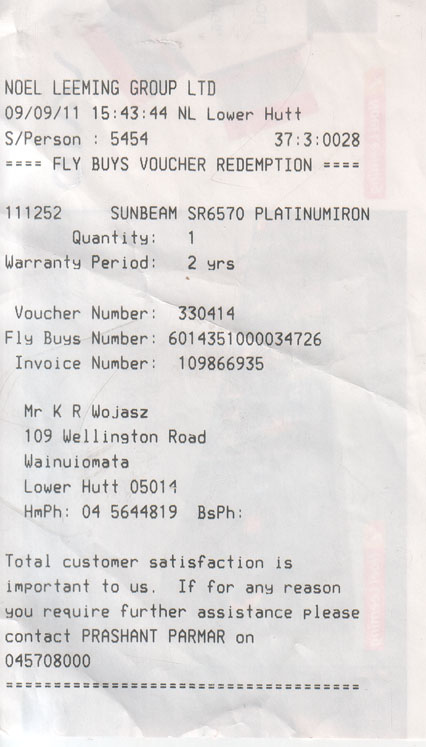 NOEL LEEMING GROUP LTD
09/09/11 15:43:44 NL Lower Hutt
S/Person : 5454 37:3:0028
==== FLY BUYS VOUCHER REDEMPTION ====
111252 SUNBEAM SR6570 PLATINUMIRON
Quantity: 1
Warranty Period: 2 yrs
Voucher Number: 330414
Fly Buys Number: 6014351000034726
Invoice Number: 109866935
Mr K R Wojasz
109 Wellington Road
Wainuiomata
Lower Hutt 05014
HmPh: 04 5644819 BsPh:
Total customer satisfaction is
important to us. If for any reason
you require further assistance please
contact PRASHANT PARMAR on
045708000
=====================================